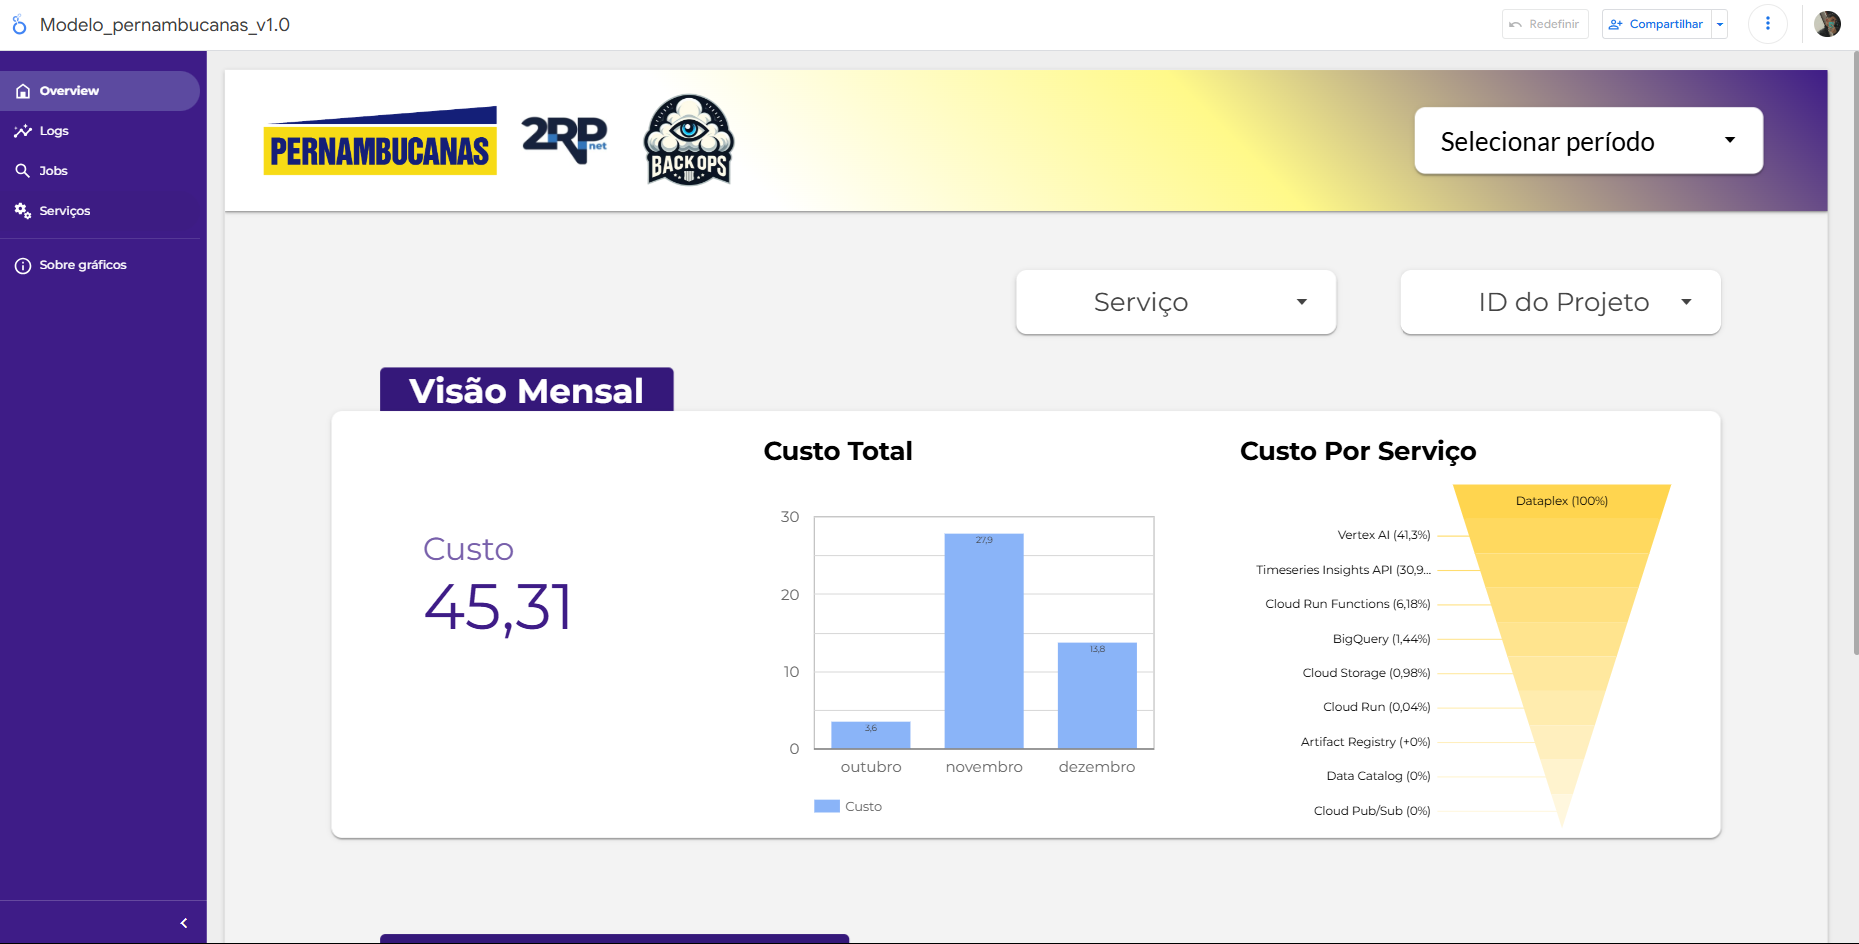 Modelo_pernambucanas_v1.0
Redefinir
Compartilhar
Overview
Logs
Jobs
Serviços
Sobre gráficos
PERNAMBUCANAS
2RP
net
BACK OPS
Selecionar período
Serviço
ID do Projeto
Visão Mensal
Custo
45,31
Custo Total
30
20
10
0
27,9
13,8
3,6
outubro
novembro
dezembro
Custo
Custo Por Serviço
Dataplex (100%)
Vertex AI (41,3%)
Timeseries Insights API (30,9...
Cloud Run Functions (6,18%)
BigQuery (1,44%)
Cloud Storage (0,98%)
Cloud Run (0,04%)
Artifact Registry (+0%)
Data Catalog (0%)
Cloud Pub/Sub (0%)